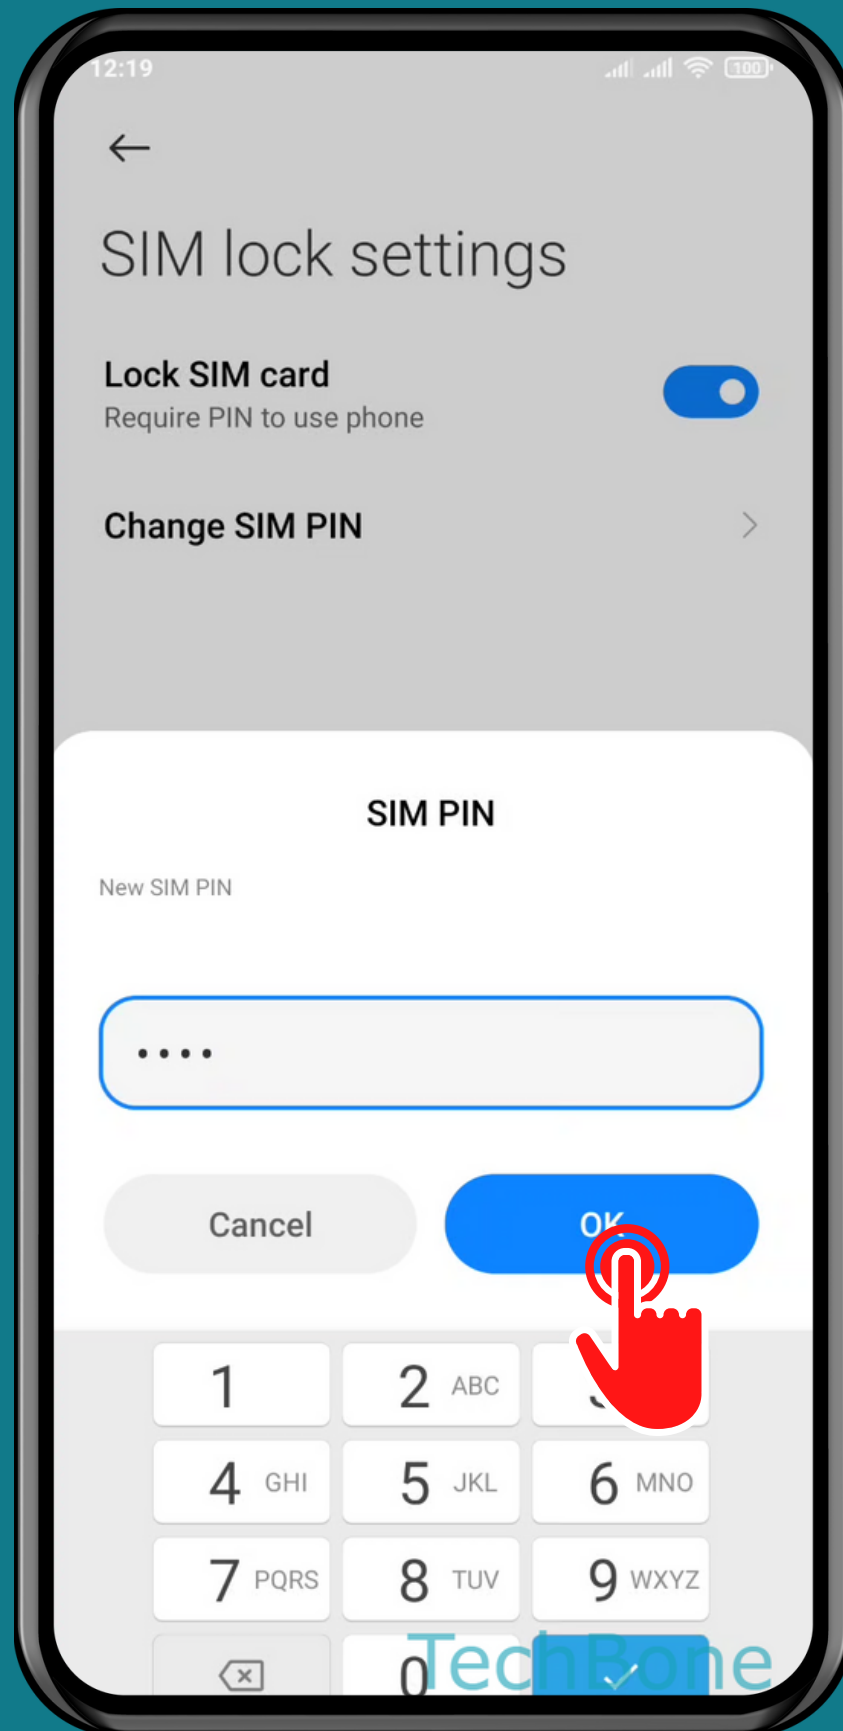 12:19
100
SIM lock settings
Lock SIM card
Require PIN to use phone
Change SIM PIN
SIM PIN
New SIM PIN
••••
Cancel
OK
1
2 ABC
4 GHI
5 JKL
6 MNO
7 PQRS
8 TUV
9 WXYZ
0
TechBone